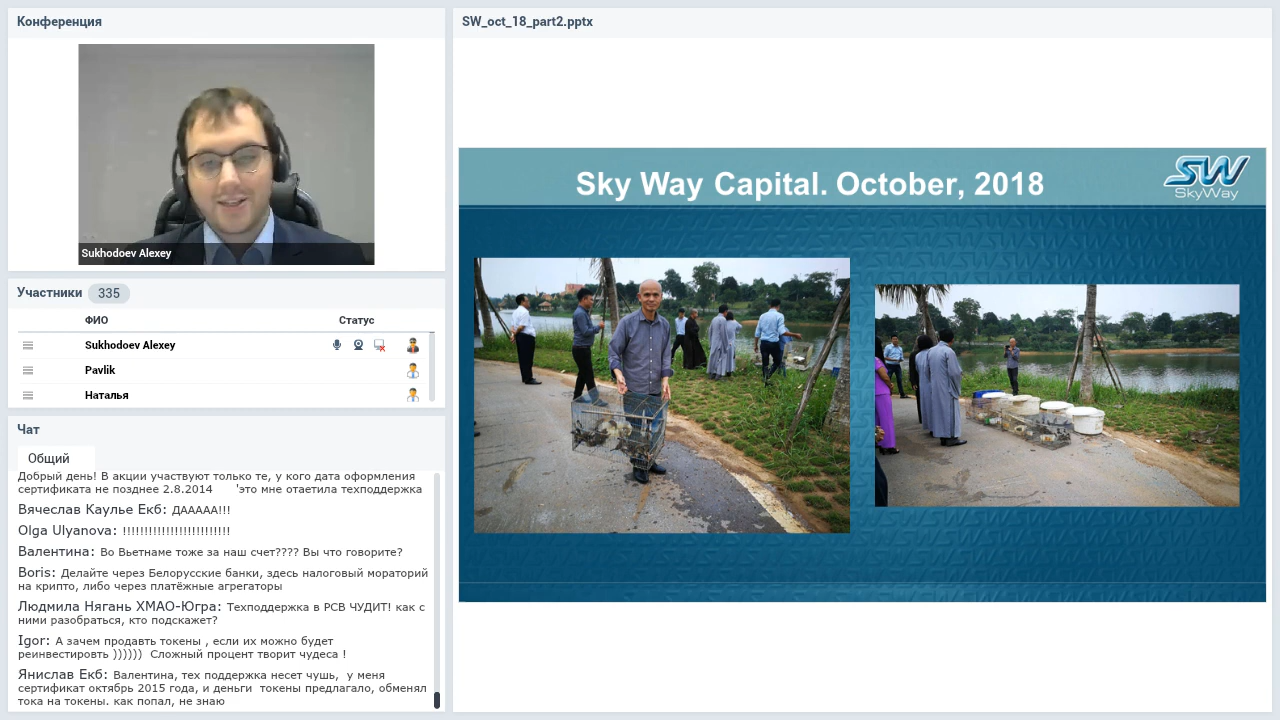 Конференция
Sukhodoev Alexey
Участники 335
ФИО Статус
Sukhodoev Alexey
Pavlik
Наталья
Чат
Общий
Добрый день! В акции участвуют только те, у кого дата оформления
сертификата не позднее 2.8.2014 'это мне отаетила техподдержка
Вячеслав Каулье Екб: ДААААА!!!
Olga Ulyanova: !!!!!!!!!!!!!!!!!!!!!!!!!
Валентина: Во Вьетнаме тоже за наш счет???? Вы что говорите?
Boris: Делайте через Белорусские банки, здесь налоговый мораторий
на крипто, либо через платёжные агрегаторы
Людмила Нягань ХМАО-Югра: Техподдержка в РСВ ЧУДИТ! как с
ними разобраться, кто подскажет?
Igor: А зачем продавть токены , если их можно будет
реинвестировть )))))) Сложный процент творит чудеса !
Янислав Екб: Валентина, тех поддержка несет чушь, у меня
сертификат октябрь 2015 года, и деньги токены предлагало, обменял
тока на токены. как попал, не знаю
SW_oct_18_part2.pptx
Sky Way Capital. October, 2018
SW
SkyWay